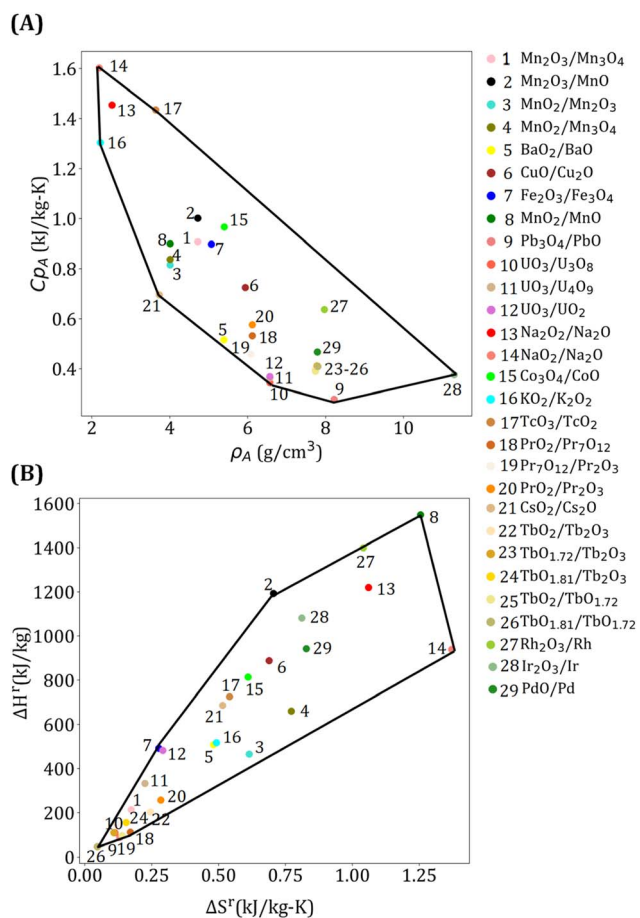 (A)
1.6
1.4
1.2
1.0
0.8
0.6
0.4
Cp_A (kJ/kg-K)
2 4 6 8 10
ρ_A (g/cm³)
14
13
17
16
2
15
8
1
7
4
3
6
21
27
20
5
18
19
29
12
23-26
11
10
9
28
(B)
1600
1400
1200
1000
800
600
400
200
0
ΔHʳ(kJ/kg)
0.00 0.25 0.50 0.75 1.00 1.25
ΔSʳ(kJ/kg-K)
8
27
2
13
28
29
14
6
15
17
21
4
7
12
16
5
3
11
20
1
10
24
22
18
26
9
19
1 Mn₂O₃/Mn₃O₄
2 Mn₂O₃/MnO
3 MnO₂/Mn₂O₃
4 MnO₂/Mn₃O₄
5 BaO₂/BaO
6 CuO/Cu₂O
7 Fe₂O₃/Fe₃O₄
8 MnO₂/MnO
9 Pb₃O₄/PbO
10 UO₃/U₃O₈
11 UO₃/U₄O₉
12 UO₃/UO₂
13 Na₂O₂/Na₂O
14 NaO₂/Na₂O
15 Co₃O₄/CoO
16 KO₂/K₂O₂
17 TcO₃/TcO₂
18 PrO₂/Pr₇O₁₂
19 Pr₇O₁₂/Pr₂O₃
20 PrO₂/Pr₂O₃
21 CsO₂/Cs₂O
22 TbO₂/Tb₂O₃
23 TbO₁.₇₂/Tb₂O₃
24 TbO₁.₈₁/Tb₂O₃
25 TbO₂/TbO₁.₇₂
26 TbO₁.₈₁/TbO₁.₇₂
27 Rh₂O₃/Rh
28 Ir₂O₃/Ir
29 PdO/Pd